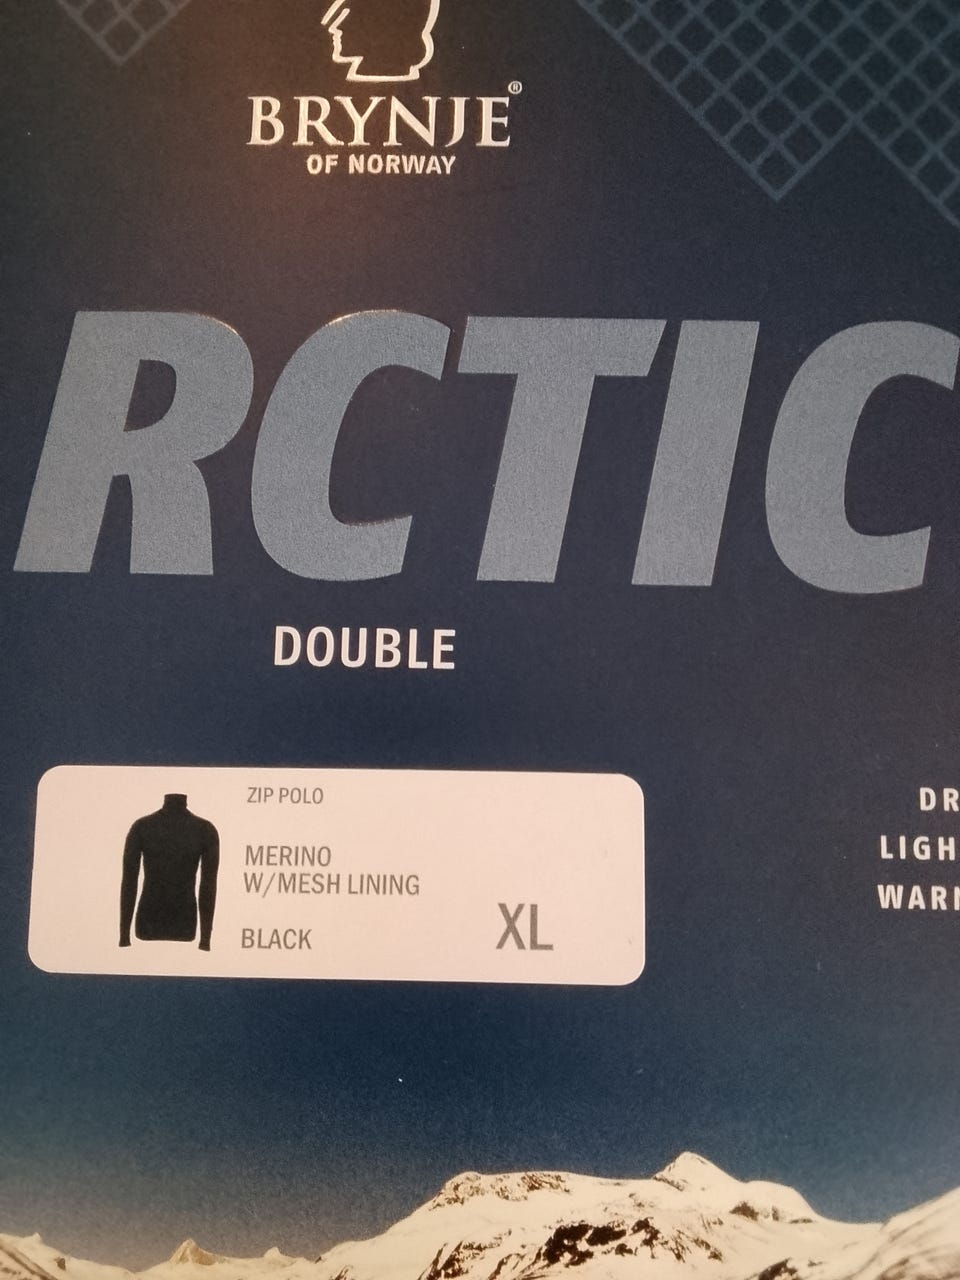 BRYNJE®
OF NORWAY
RCTIC
DOUBLE
ZIP POLO
MERINO
W/MESH LINING
BLACK
XL
DR
LIGH
WARM